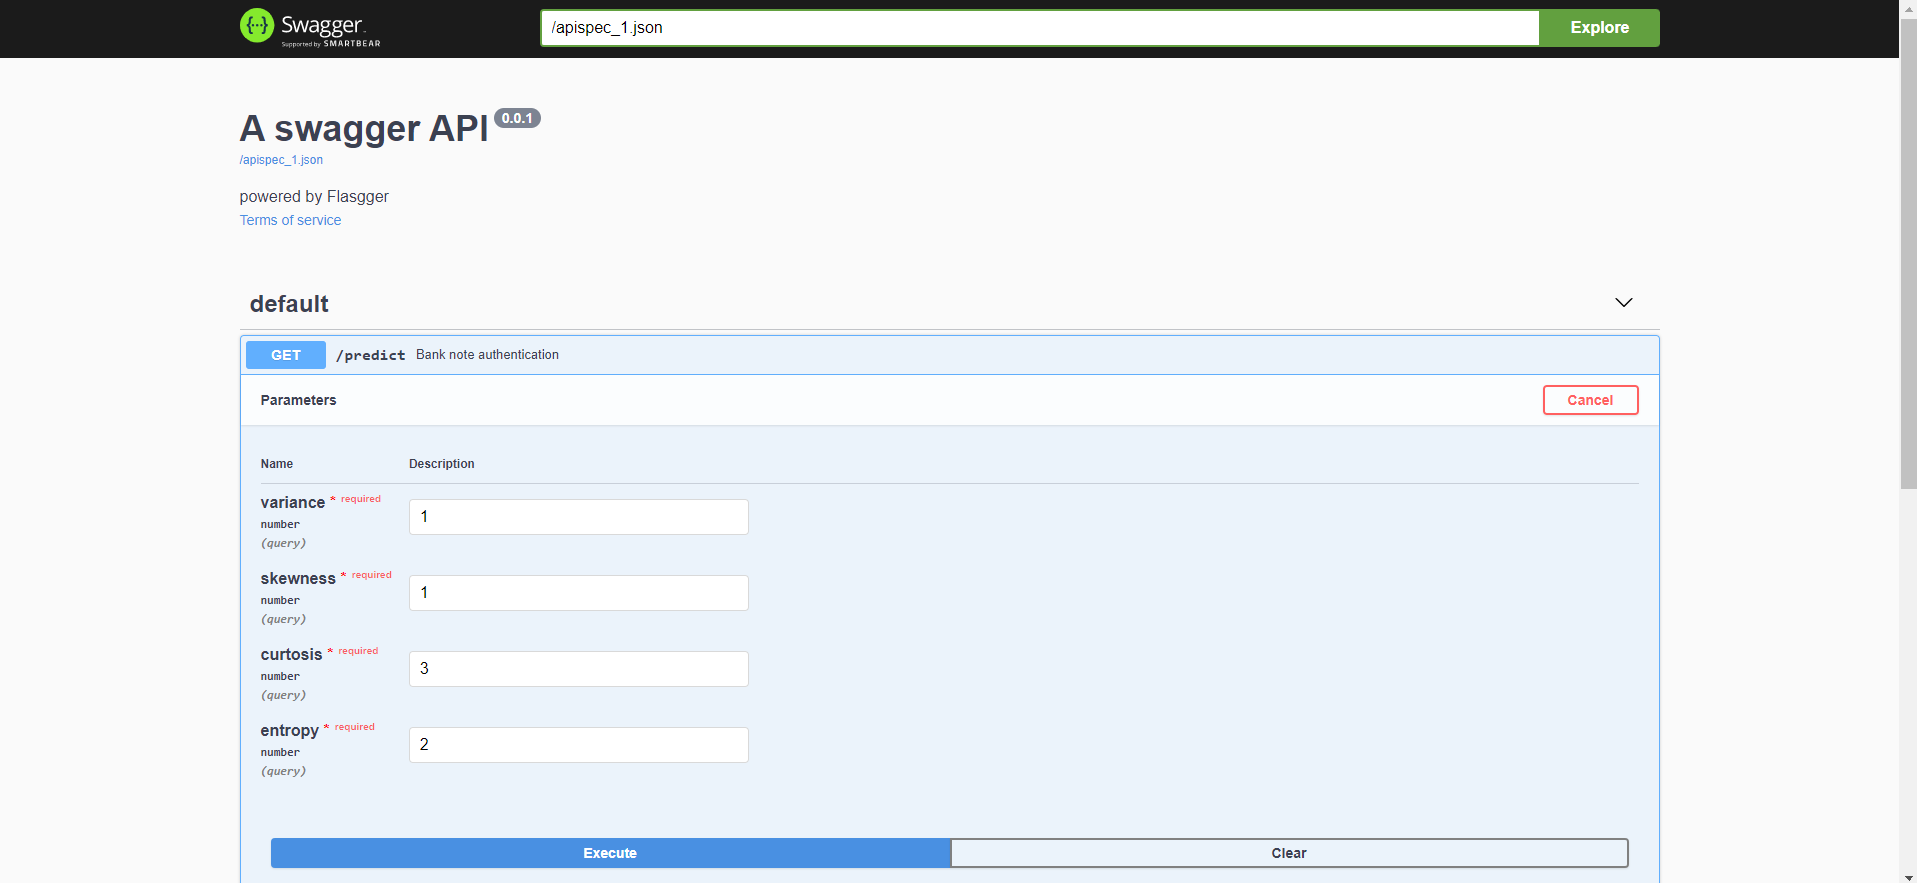 Swagger
Supported by SMARTBEAR
/apispec_1.json
Explore
A swagger API 0.0.1
/apispec_1.json
powered by Flasgger
Terms of service
default
GET /predict Bank note authentication
Parameters
Cancel
Name Description
variance * required
number
(query)
1
skewness * required
number
(query)
1
curtosis * required
number
(query)
3
entropy * required
number
(query)
2
Execute
Clear